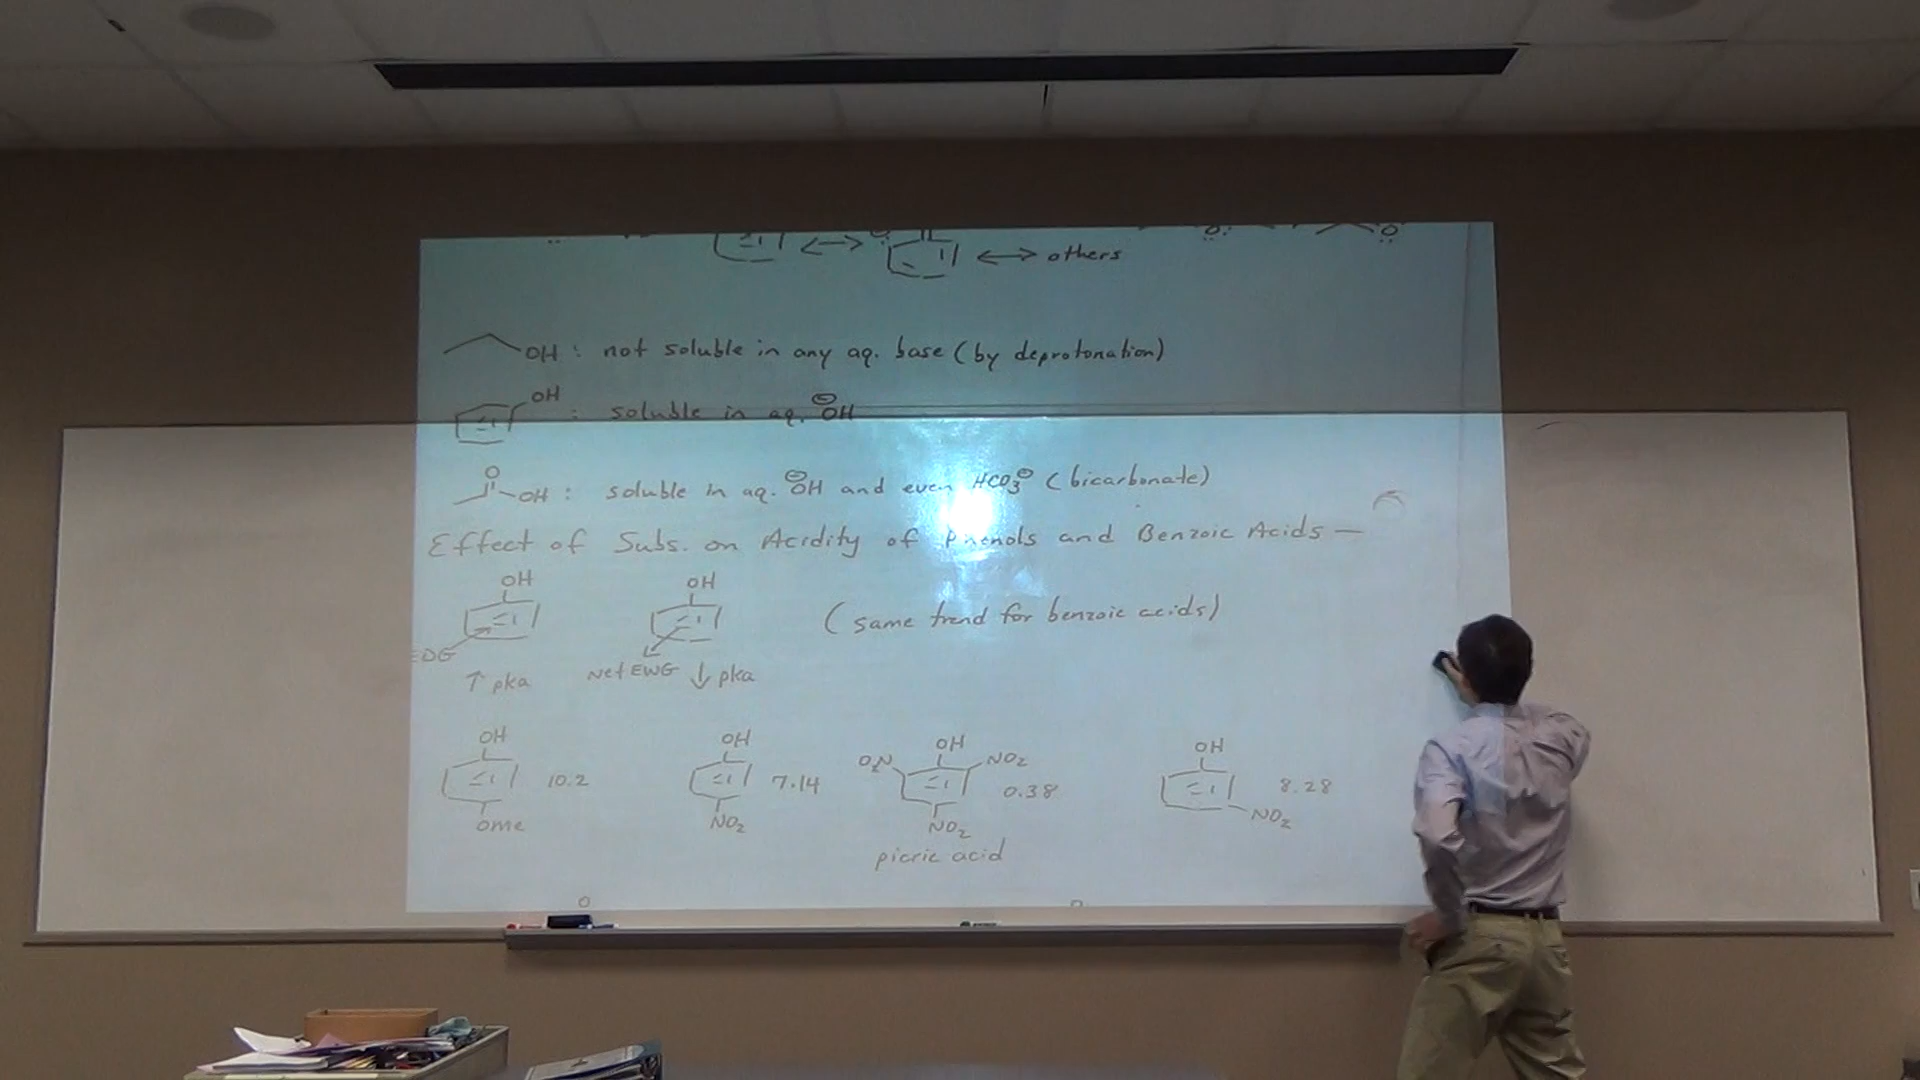 others
OH : not soluble in any aq. base (by deprotonation)
OH : soluble in aq. ⊖OH
O
OH : soluble in aq. ⊖OH and even HCO3⊖ (bicarbonate)
Effect of Subs. on Acidity of Phenols and Benzoic Acids —
OH OH
(same trend for benzoic acids)
EDG
↑ pka Net EWG ↓ pka
OH OH OH OH
O2N NO2
10.2 7.14 0.38 8.28
OMe NO2 NO2 NO2
picric acid
O O